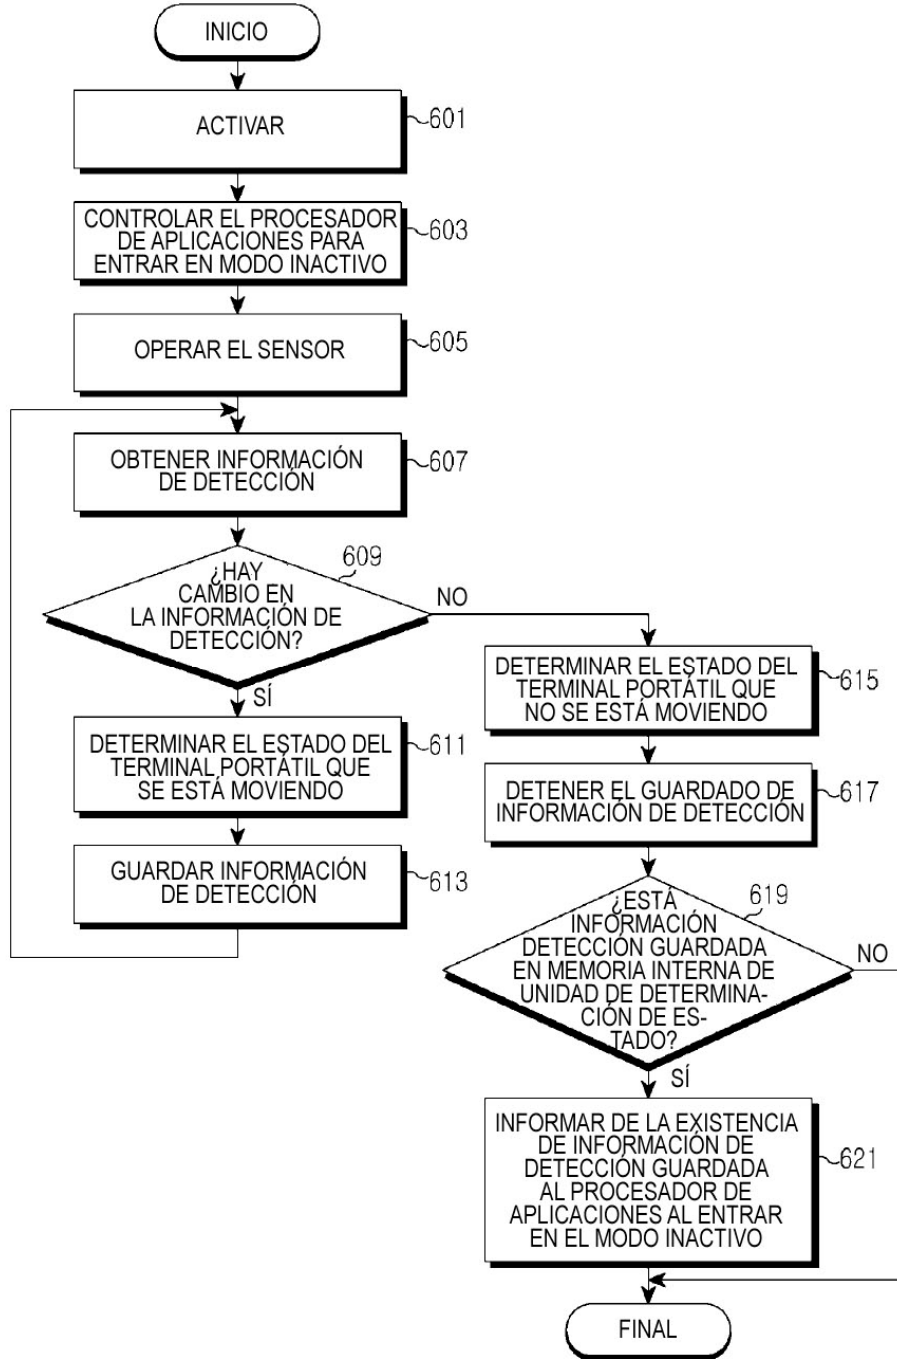 INICIO
ACTIVAR
601
CONTROLAR EL PROCESADOR
DE APLICACIONES PARA
ENTRAR EN MODO INACTIVO
603
OPERAR EL SENSOR
605
OBTENER INFORMACIÓN
DE DETECCIÓN
607
609
¿HAY
CAMBIO EN
LA INFORMACIÓN DE
DETECCIÓN?
NO
SÍ
DETERMINAR EL ESTADO DEL
TERMINAL PORTÁTIL QUE
SE ESTÁ MOVIENDO
611
GUARDAR INFORMACIÓN
DE DETECCIÓN
613
DETERMINAR EL ESTADO DEL
TERMINAL PORTÁTIL QUE
NO SE ESTÁ MOVIENDO
615
DETENER EL GUARDADO DE
INFORMACIÓN DE DETECCIÓN
617
619
¿ESTÁ
INFORMACIÓN
DETECCIÓN GUARDADA
EN MEMORIA INTERNA DE
UNIDAD DE DETERMINA-
CIÓN DE ES-
TADO?
NO
SÍ
INFORMAR DE LA EXISTENCIA
DE INFORMACIÓN DE
DETECCIÓN GUARDADA
AL PROCESADOR DE
APLICACIONES AL ENTRAR
EN EL MODO INACTIVO
621
FINAL